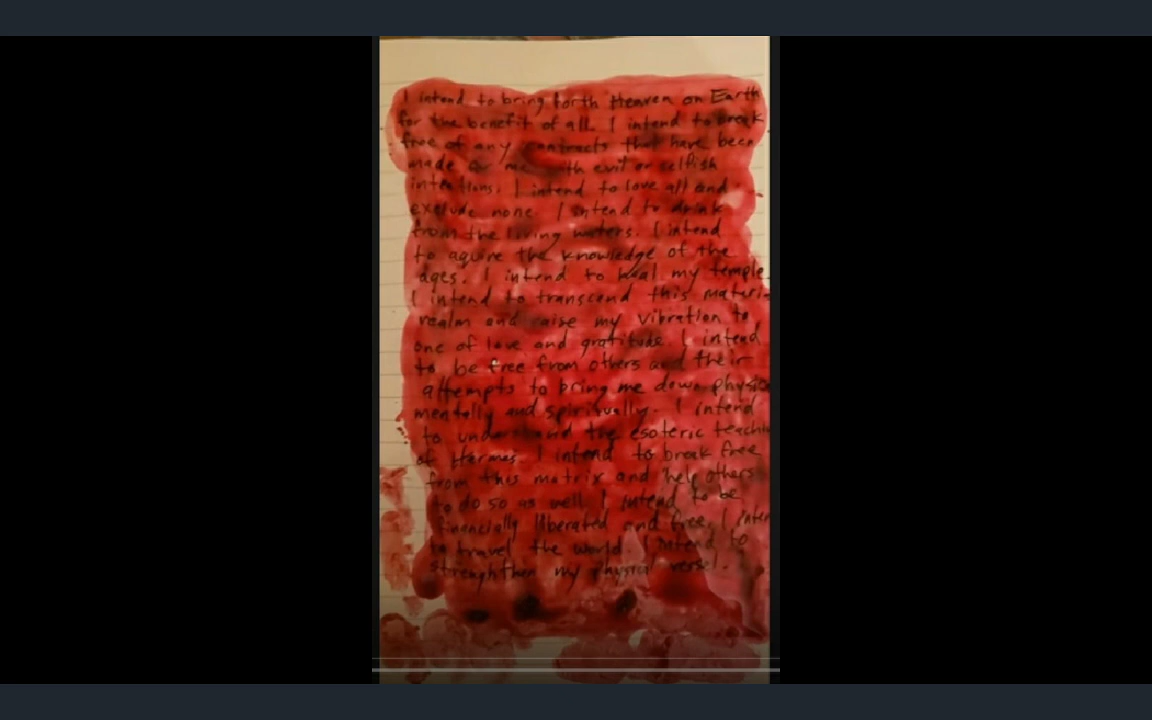 I intend to bring forth Heaven on Earth
for the benefit of all. I intend to break
free of any contracts that have been
made for me with evil or selfish
intentions. I intend to love all and
exclude none. I intend to drink
from the living waters. I intend
to aquire the knowledge of the
ages. I intend to heal my temple.
I intend to transcend this materi
realm and raise my vibration to
one of love and gratitude. I intend
to be free from others and their
attempts to bring me down physic
mentally and spiritually. I intend
to understand the esoteric teachin
of Hermes. I intend to break free
from this matrix and help others
to do so as well. I intend to be
financially liberated and free. I inten
to travel the world. I intend to
strenghthen my physical vessel.